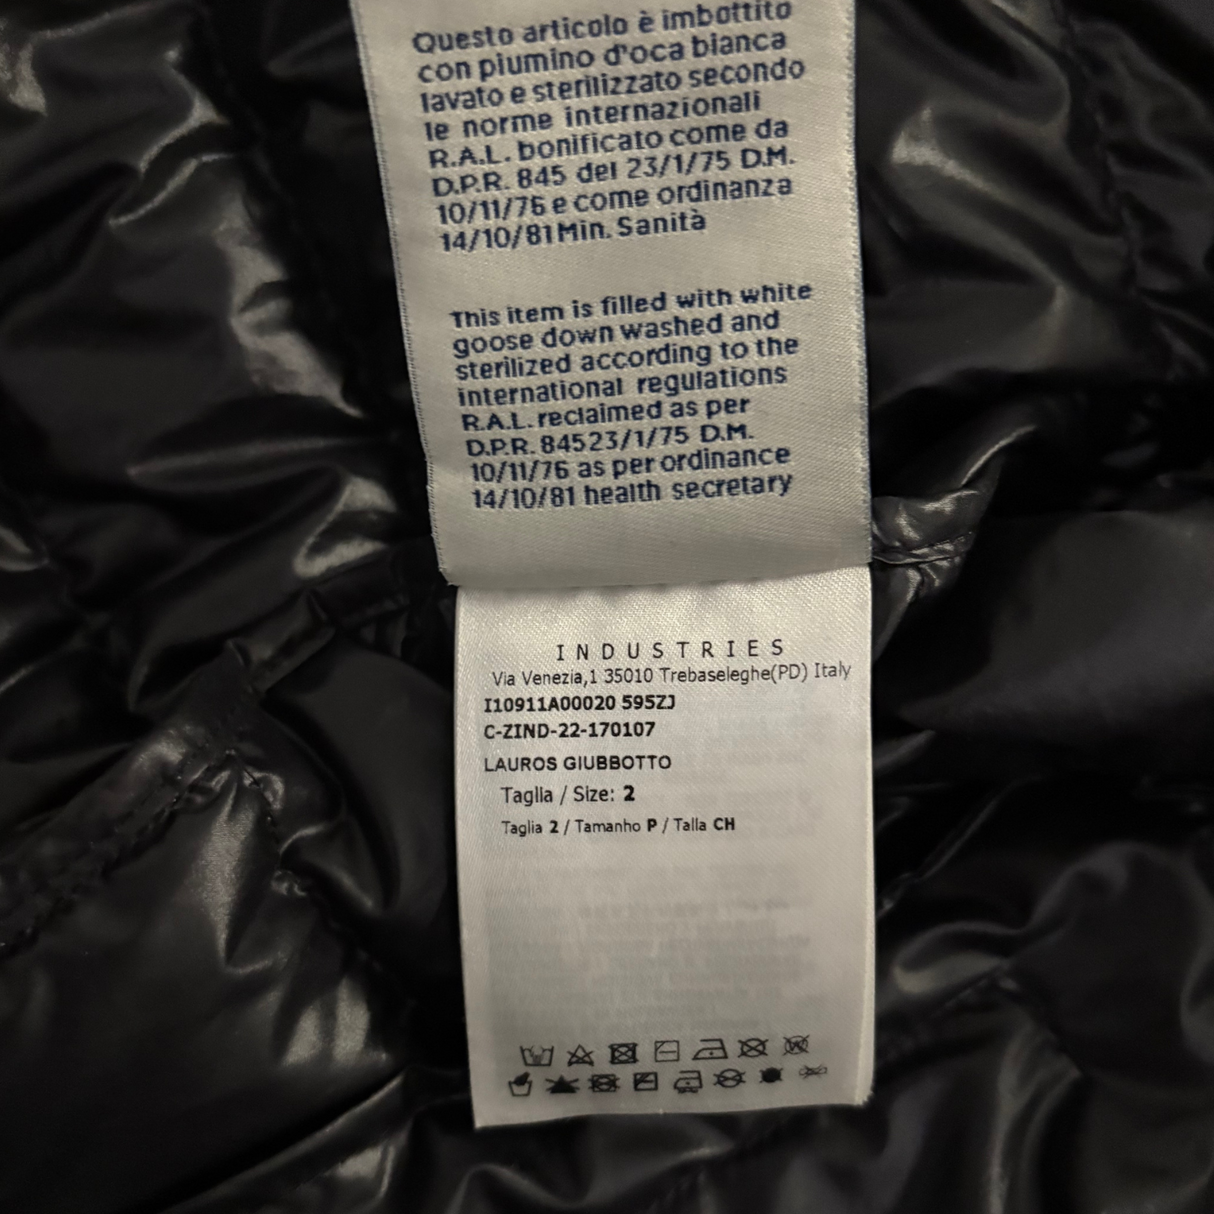 Questo articolo è imbottito
con piumino d'oca bianca
lavato e sterilizzato secondo
le norme internazionali
R.A.L. bonificato come da
D.P.R. 845 del 23/1/75 D.M.
10/11/76 e come ordinanza
14/10/81 Min. Sanità
This item is filled with white
goose down washed and
sterilized according to the
international regulations
R.A.L. reclaimed as per
D.P.R. 84523/1/75 D.M.
10/11/76 as per ordinance
14/10/81 health secretary
INDUSTRIES
Via Venezia,1 35010 Trebaseleghe(PD) Italy
I10911A00020 595ZJ
C-ZIND-22-170107
LAUROS GIUBBOTTO
Taglia / Size: 2
Taglia 2 / Tamanho P / Talla CH